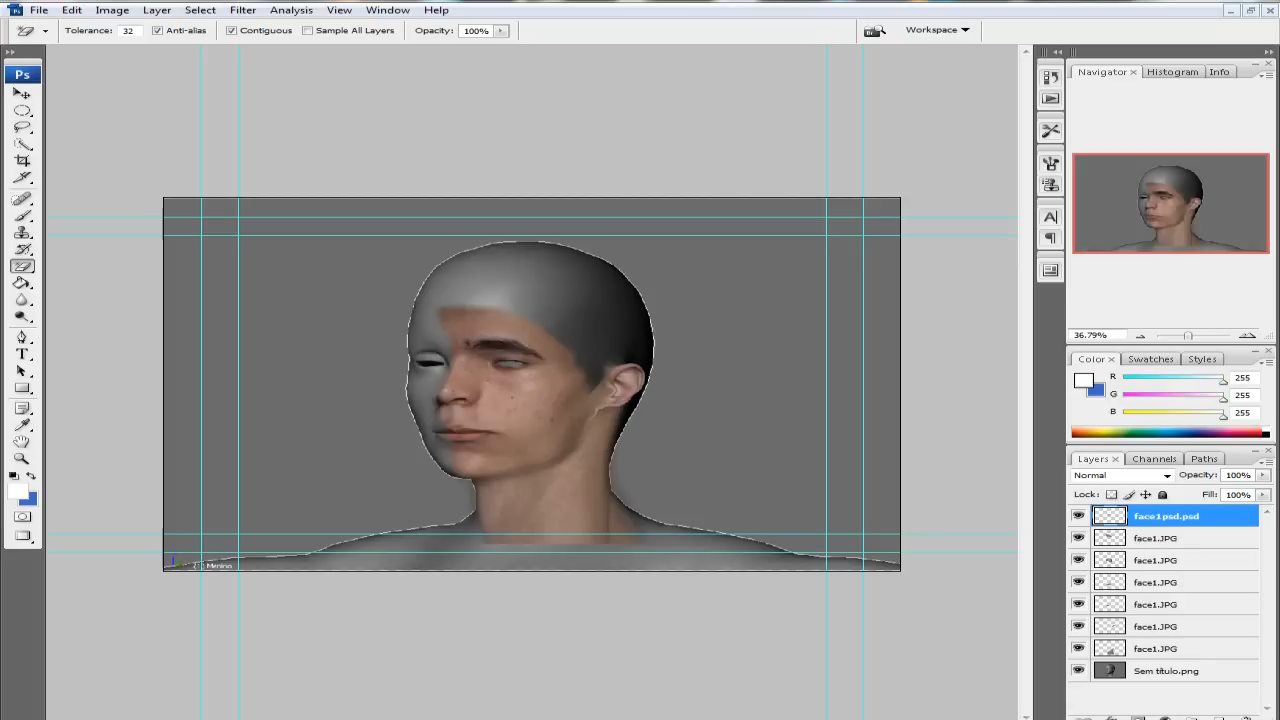 Ps File Edit Image Layer Select Filter Analysis View Window Help
Tolerance: 32 Anti-alias Contiguous Sample All Layers Opacity: 100% Br Workspace
Ps
Navigator Histogram Info
36.79%
Color Swatches Styles
R 255
G 255
B 255
Layers Channels Paths
Normal Opacity: 100%
Lock: Fill: 100%
face1psd.psd
face1.JPG
face1.JPG
face1.JPG
face1.JPG
face1.JPG
face1.JPG
Sem título.png
T
A
Menino